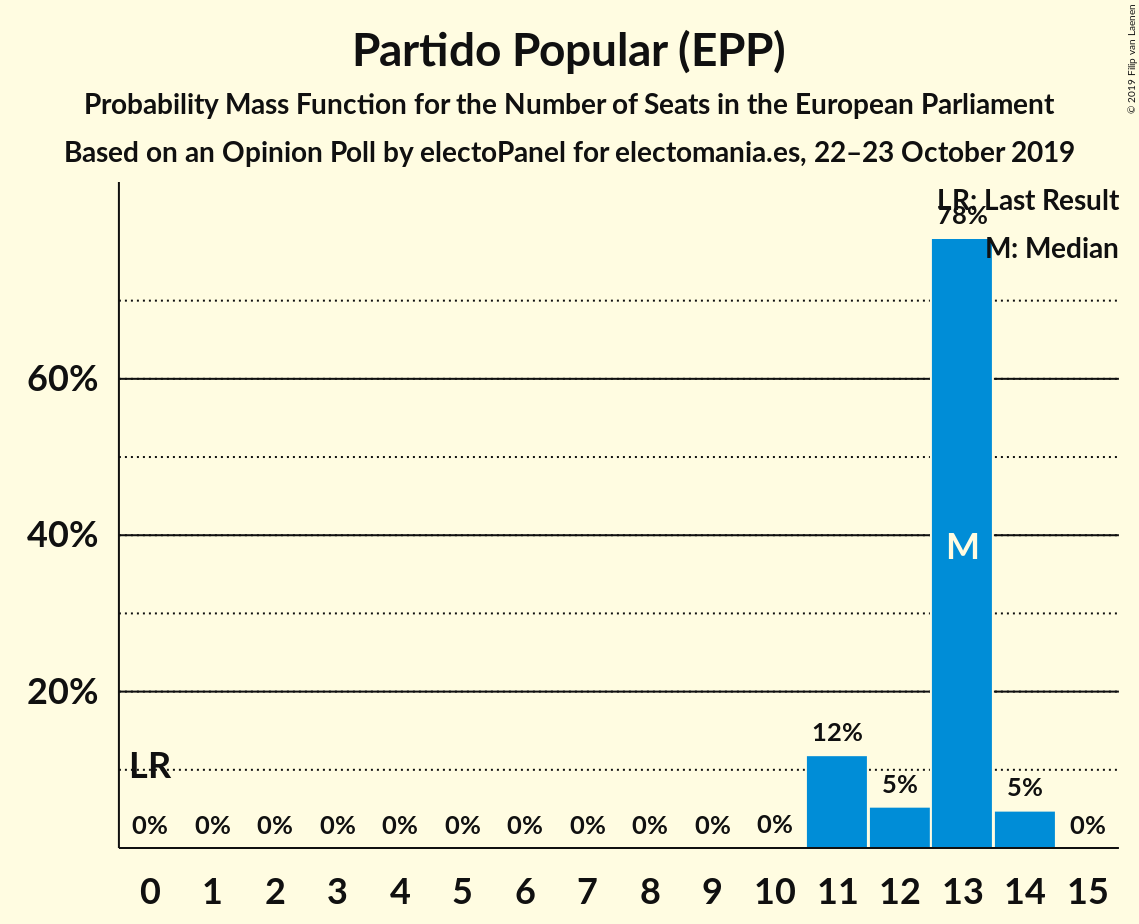 Partido Popular (EPP)
Probability Mass Function for the Number of Seats in the European Parliament
Based on an Opinion Poll by electoPanel for electomania.es, 22–23 October 2019
© 2019 Filip van Laenen
LR: Last Result
M: Median
78%
60%
40%
20%
M
LR
0% 0% 0% 0% 0% 0% 0% 0% 0% 0% 0% 12% 5% 5% 0%
0 1 2 3 4 5 6 7 8 9 10 11 12 13 14 15